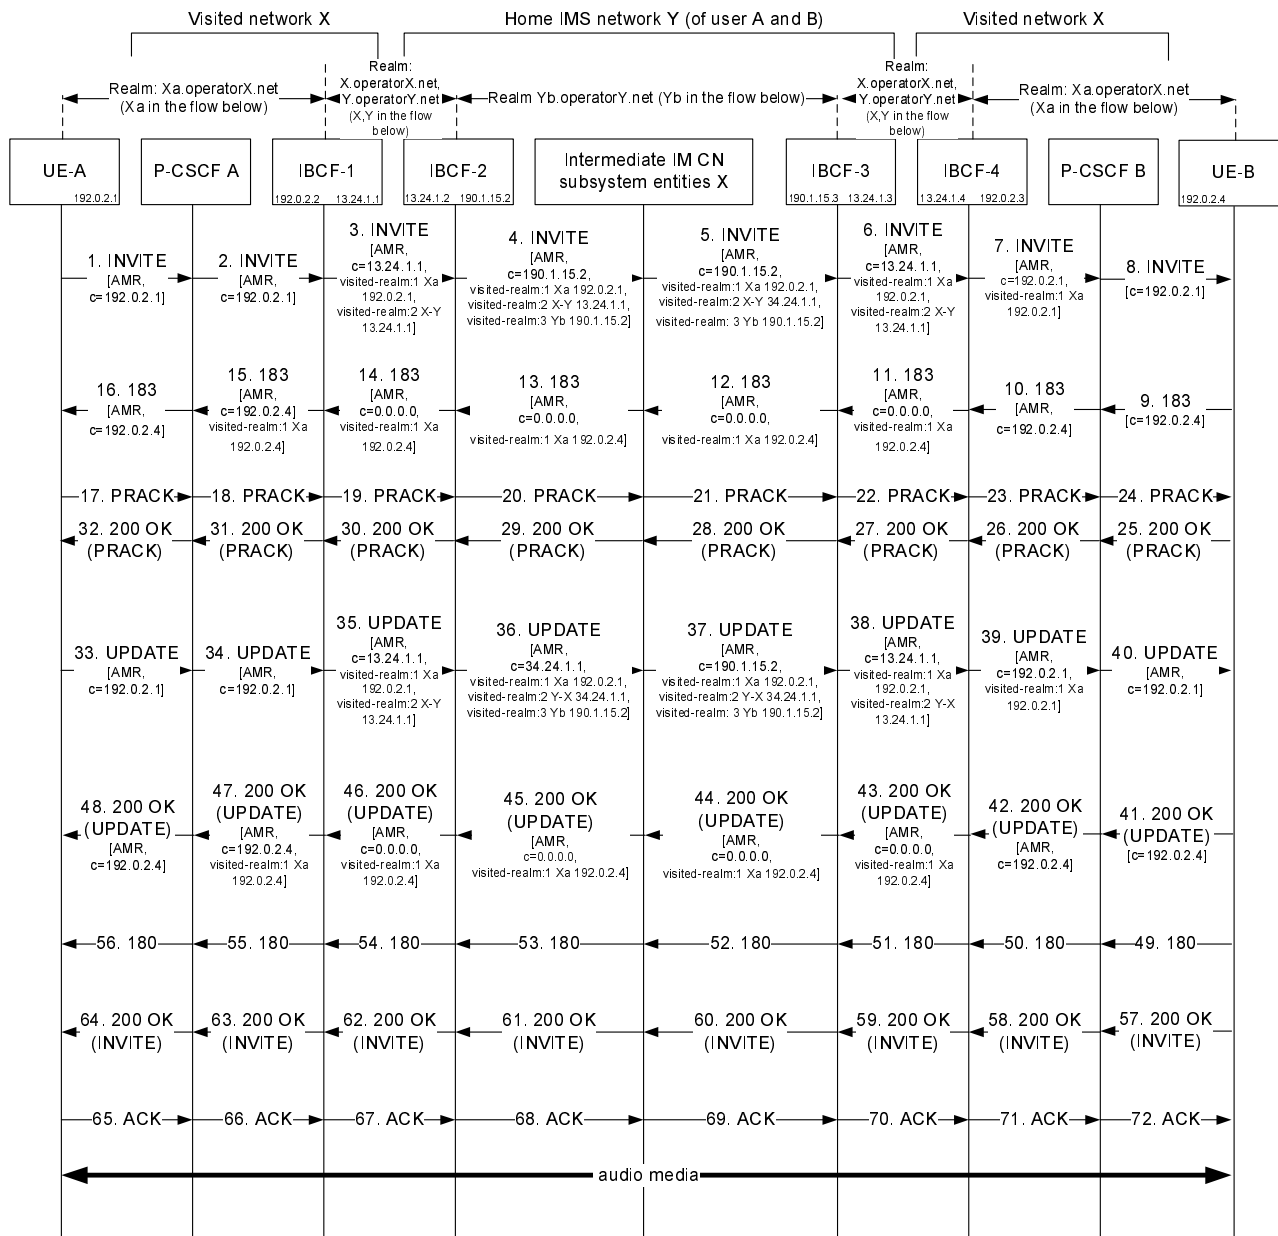 Visited network X
Home IMS network Y (of user A and B)
Visited network X
Realm: Xa.operatorX.net
(Xa in the flow below)
Realm:
X.operatorX.net,
Y.operatorY.net
(X,Y in the flow
below)
Realm Yb.operatorY.net (Yb in the flow below)
Realm:
X.operatorX.net,
Y.operatorY.net
(X,Y in the flow
below)
Realm: Xa.operatorX.net
(Xa in the flow below)
UE-A
192.0.2.1
P-CSCF A
IBCF-1
192.0.2.2 13.24.1.1
IBCF-2
13.24.1.2 190.1.15.2
Intermediate IM CN
subsystem entities X
IBCF-3
190.1.15.3 13.24.1.3
IBCF-4
13.24.1.4 192.0.2.3
P-CSCF B
UE-B
192.0.2.4
1. INVITE
[AMR,
c=192.0.2.1]
2. INVITE
[AMR,
c=192.0.2.1]
3. INVITE
[AMR,
c=13.24.1.1,
visited-realm:1 Xa
192.0.2.1,
visited-realm:2 X-Y
13.24.1.1]
4. INVITE
[AMR,
c=190.1.15.2,
visited-realm:1 Xa 192.0.2.1,
visited-realm:2 X-Y 13.24.1.1,
visited-realm:3 Yb 190.1.15.2]
5. INVITE
[AMR,
c=190.1.15.2,
visited-realm:1 Xa 192.0.2.1,
visited-realm:2 X-Y 34.24.1.1,
visited-realm: 3 Yb 190.1.15.2]
6. INVITE
[AMR,
c=13.24.1.1,
visited-realm:1 Xa
192.0.2.1,
visited-realm:2 X-Y
13.24.1.1]
7. INVITE
[AMR,
c=192.0.2.1,
visited-realm:1 Xa
192.0.2.1]
8. INVITE
[c=192.0.2.1]
16. 183
[AMR,
c=192.0.2.4]
15. 183
[AMR,
c=192.0.2.4]
visited-realm:1 Xa
192.0.2.4]
14. 183
[AMR,
c=0.0.0.0,
visited-realm:1 Xa
192.0.2.4]
13. 183
[AMR,
c=0.0.0.0,
visited-realm:1 Xa 192.0.2.4]
12. 183
[AMR,
c=0.0.0.0,
visited-realm:1 Xa 192.0.2.4]
11. 183
[AMR,
c=0.0.0.0,
visited-realm:1 Xa
192.0.2.4]
10. 183
[AMR,
c=192.0.2.4]
9. 183
[c=192.0.2.4]
17. PRACK
18. PRACK
19. PRACK
20. PRACK
21. PRACK
22. PRACK
23. PRACK
24. PRACK
32. 200 OK
(PRACK)
31. 200 OK
(PRACK)
30. 200 OK
(PRACK)
29. 200 OK
(PRACK)
28. 200 OK
(PRACK)
27. 200 OK
(PRACK)
26. 200 OK
(PRACK)
25. 200 OK
(PRACK)
33. UPDATE
[AMR,
c=192.0.2.1]
34. UPDATE
[AMR,
c=192.0.2.1]
35. UPDATE
[AMR,
c=13.24.1.1,
visited-realm:1 Xa
192.0.2.1,
visited-realm:2 X-Y
13.24.1.1]
36. UPDATE
[AMR,
c=34.24.1.1,
visited-realm:1 Xa 192.0.2.1,
visited-realm:2 Y-X 34.24.1.1,
visited-realm:3 Yb 190.1.15.2]
37. UPDATE
[AMR,
c=190.1.15.2,
visited-realm:1 Xa 192.0.2.1,
visited-realm:2 Y-X 34.24.1.1,
visited-realm: 3 Yb 190.1.15.2]
38. UPDATE
[AMR,
c=13.24.1.1,
visited-realm:1 Xa
192.0.2.1,
visited-realm:2 Y-X
13.24.1.1]
39. UPDATE
[AMR,
c=192.0.2.1,
visited-realm:1 Xa
192.0.2.1]
40. UPDATE
[AMR,
c=192.0.2.1]
48. 200 OK
(UPDATE)
[AMR,
c=192.0.2.4]
47. 200 OK
(UPDATE)
[AMR,
c=192.0.2.4,
visited-realm:1 Xa
192.0.2.4]
46. 200 OK
(UPDATE)
[AMR,
c=0.0.0.0,
visited-realm:1 Xa
192.0.2.4]
45. 200 OK
(UPDATE)
[AMR,
c=0.0.0.0,
visited-realm:1 Xa 192.0.2.4]
44. 200 OK
(UPDATE)
[AMR,
c=0.0.0.0,
visited-realm:1 Xa 192.0.2.4]
43. 200 OK
(UPDATE)
[AMR,
c=0.0.0.0,
visited-realm:1 Xa
192.0.2.4]
42. 200 OK
(UPDATE)
[AMR,
c=192.0.2.4]
41. 200 OK
(UPDATE)
[c=192.0.2.4]
56. 180
55. 180
54. 180
53. 180
52. 180
51. 180
50. 180
49. 180
64. 200 OK
(INVITE)
63. 200 OK
(INVITE)
62. 200 OK
(INVITE)
61. 200 OK
(INVITE)
60. 200 OK
(INVITE)
59. 200 OK
(INVITE)
58. 200 OK
(INVITE)
57. 200 OK
(INVITE)
65. ACK
66. ACK
67. ACK
68. ACK
69. ACK
70. ACK
71. ACK
72. ACK
audio media